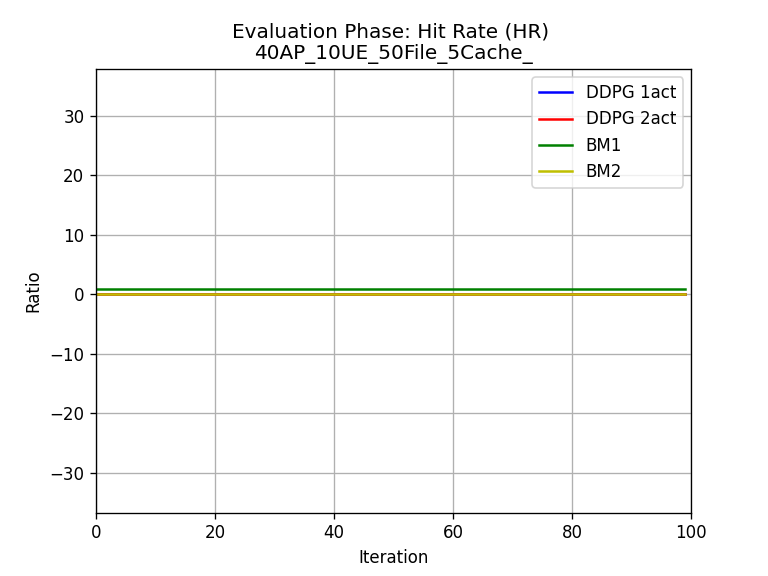 Evaluation Phase: Hit Rate (HR)
40AP_10UE_50File_5Cache_
DDPG 1act
DDPG 2act
BM1
BM2
Ratio
30
20
10
0
−10
−20
−30
0 20 40 60 80 100
Iteration